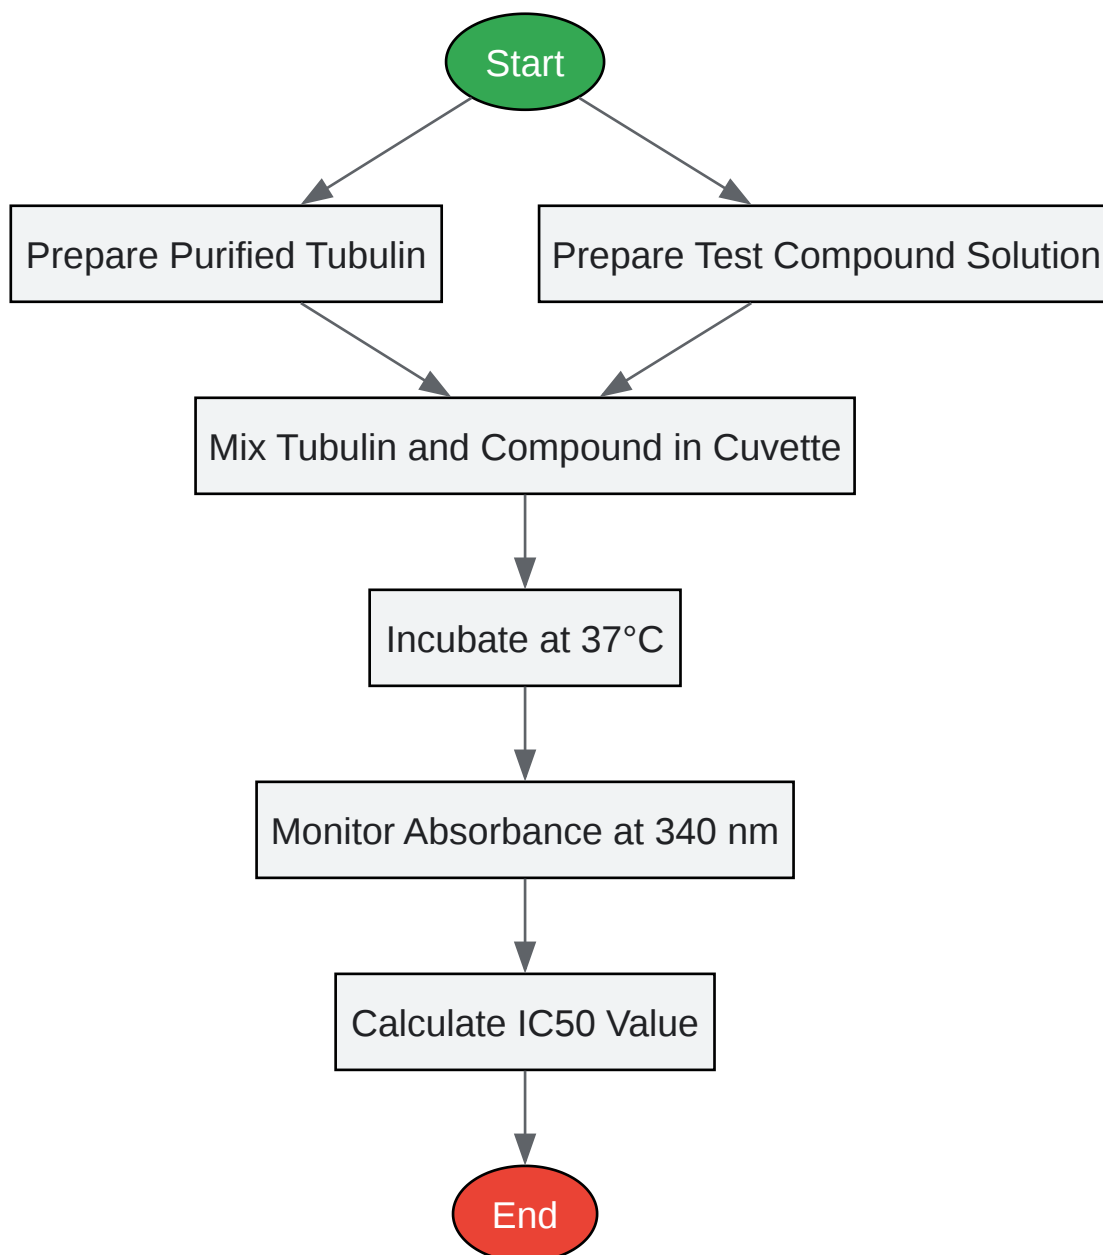 Start
Prepare Purified Tubulin
Prepare Test Compound Solution
Mix Tubulin and Compound in Cuvette
Incubate at 37°C
Monitor Absorbance at 340 nm
Calculate IC50 Value
End